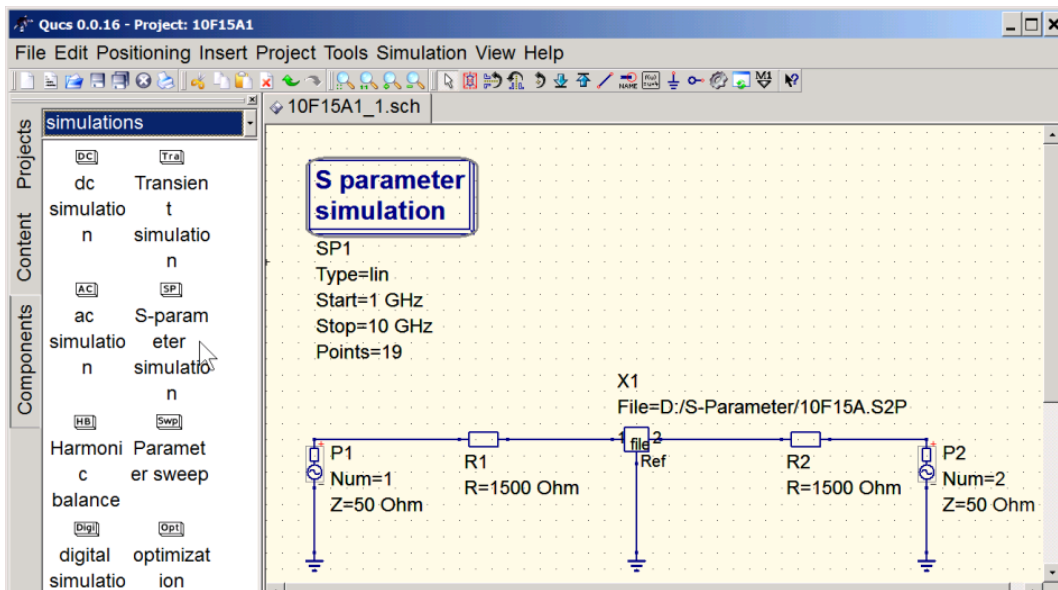 Qucs 0.0.16 - Project: 10F15A1
File Edit Positioning Insert Project Tools Simulation View Help
NAME
10F15A1_1.sch
Projects
Content
Components
simulations
DC
dc
simulatio
n
Tra
Transien
t
simulatio
n
AC
ac
simulatio
n
SP
S-param
eter
simulatio
n
HB
Harmoni
c
balance
Swp
Paramet
er sweep
Digi
digital
simulatio
Opt
optimizat
ion
S parameter
simulation
SP1
Type=lin
Start=1 GHz
Stop=10 GHz
Points=19
X1
File=D:/S-Parameter/10F15A.S2P
1 file 2
Ref
P1
Num=1
Z=50 Ohm
R1
R=1500 Ohm
R2
R=1500 Ohm
P2
Num=2
Z=50 Ohm